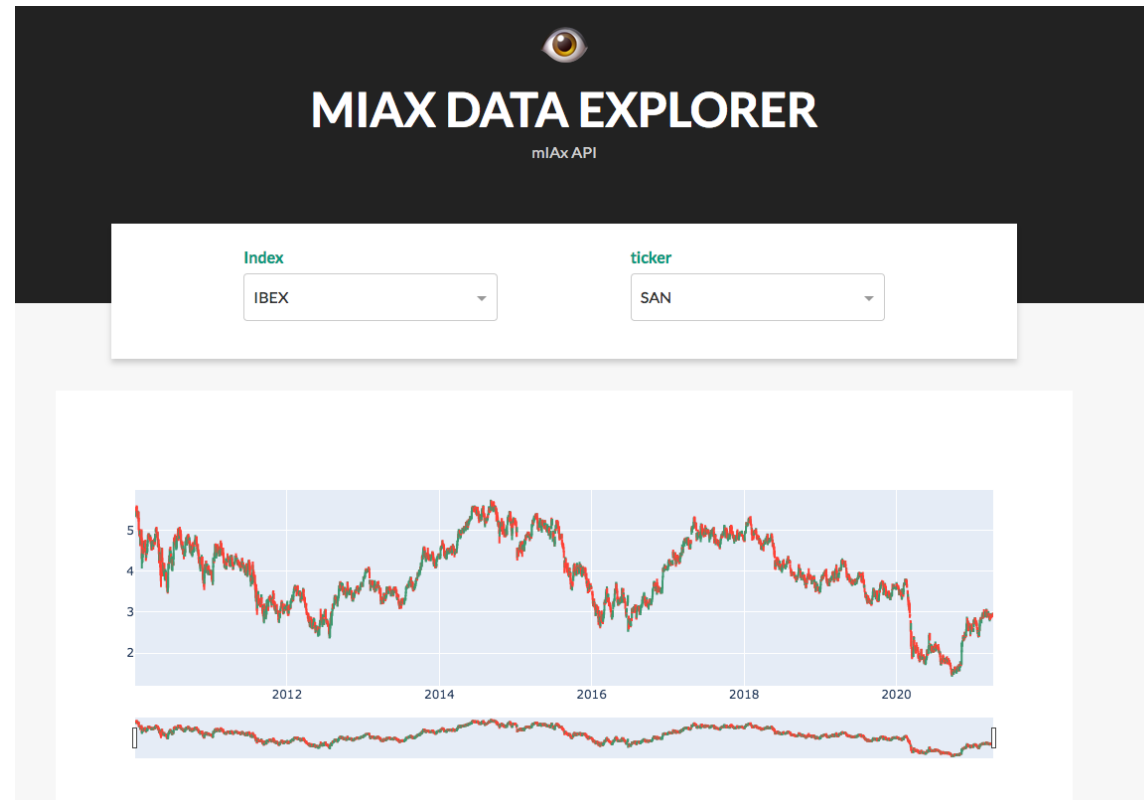 MIAX DATA EXPLORER
mIAx API
Index
ticker
IBEX
SAN
5
4
3
2
2012 2014 2016 2018 2020